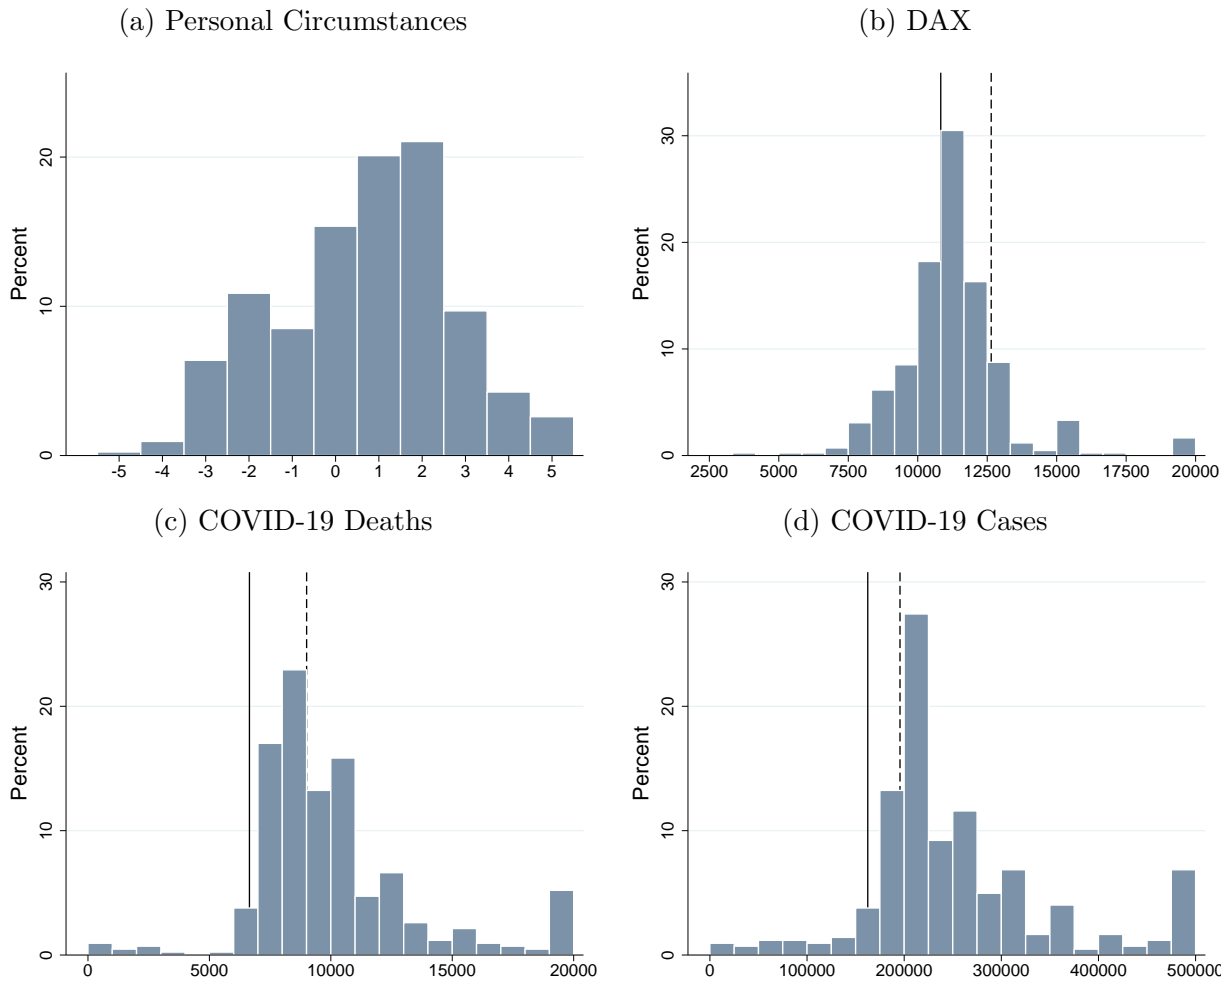 (a) Personal Circumstances
(b) DAX
Percent
0
10
20
-5 -4 -3 -2 -1 0 1 2 3 4 5
Percent
0
10
20
30
2500 5000 7500 10000 12500 15000 17500 20000
(c) COVID-19 Deaths
(d) COVID-19 Cases
Percent
0
10
20
30
0 5000 10000 15000 20000
Percent
0
10
20
30
0 100000 200000 300000 400000 500000